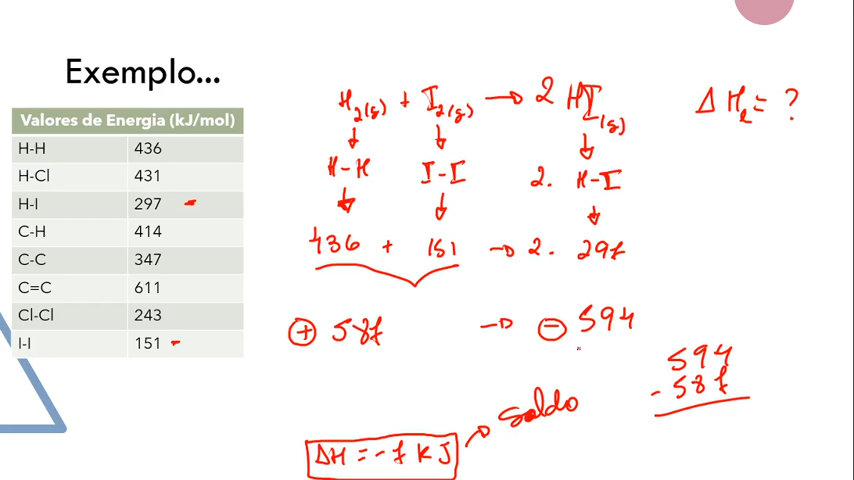 Exemplo...
Valores de Energia (kJ/mol)
H-H 436
H-Cl 431
H-I 297
C-H 414
C-C 347
C=C 611
Cl-Cl 243
I-I 151
H2(g) + I2(g) → 2 HI(g)
ΔHR = ?
H-H I-I 2. H-I
436 + 151 → 2. 297
⊕ 587 → ⊖ 594
594
- 587
Saldo
ΔH = -7 kJ